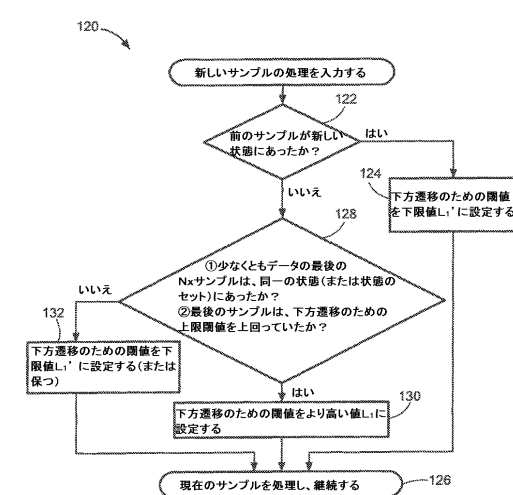 120
新しいサンプルの処理を入力する
122
前のサンプルが新しい
状態にあったか？
はい
いいえ
124
下方遷移のための閾値
を下限値L₁’に設定する
128
①少なくともデータの最後の
Nxサンプルは、同一の状態（または状態の
セット）にあったか？
②最後のサンプルは、下方遷移のための
上限閾値を上回っていたか？
いいえ
132
下方遷移のための閾値を下
限値L₁’に設定する（または
保つ）
はい
130
下方遷移のための閾値をより高い値L₁に
設定する
現在のサンプルを処理し、継続する
126